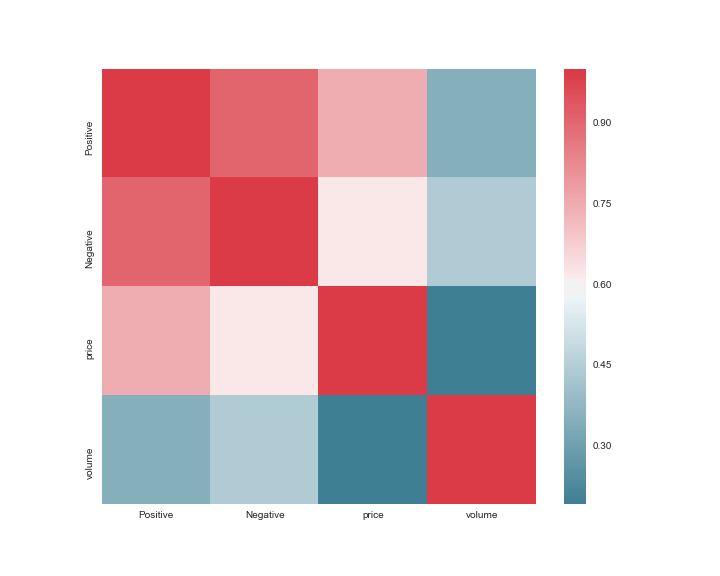 Positive
Negative
price
volume
Positive Negative price volume
0.90
0.75
0.60
0.45
0.30